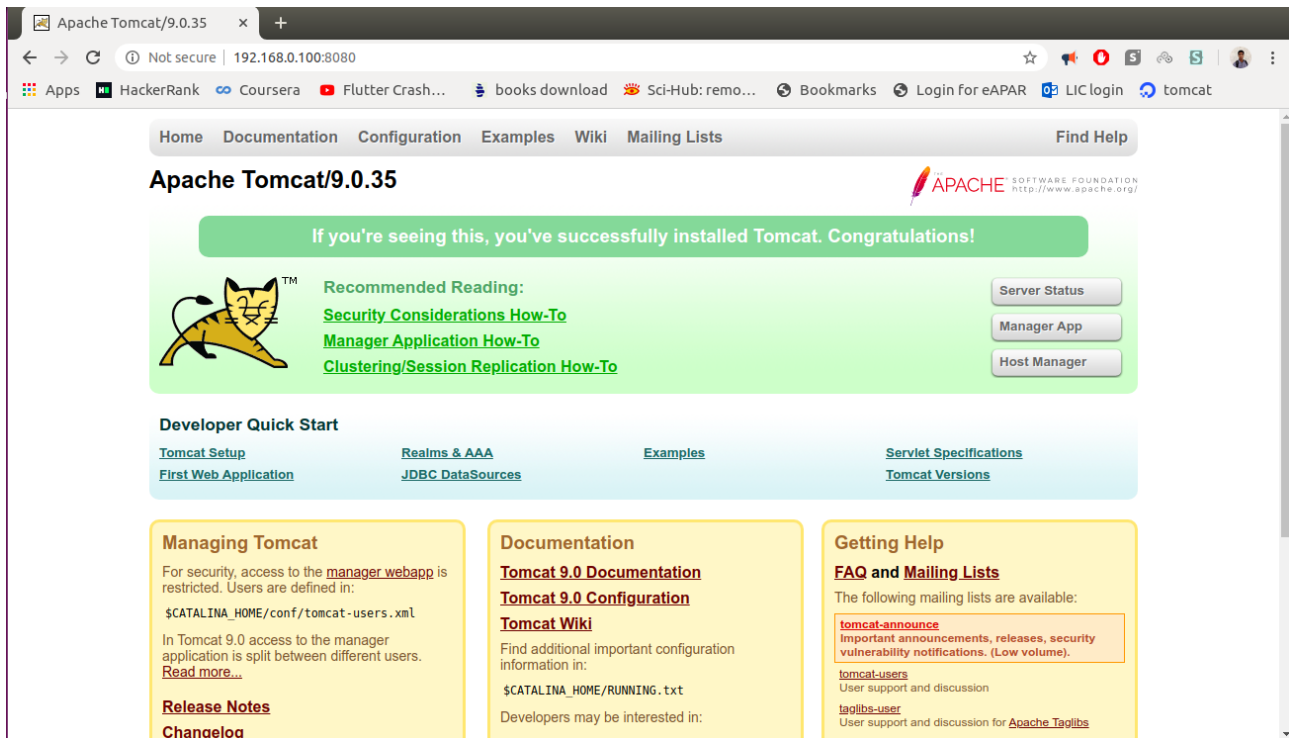 Apache Tomcat/9.0.35
Not secure | 192.168.0.100:8080
Apps HackerRank Coursera Flutter Crash... books download Sci-Hub: remo... Bookmarks Login for eAPAR LIC login tomcat
Home Documentation Configuration Examples Wiki Mailing Lists Find Help
Apache Tomcat/9.0.35
THE APACHE SOFTWARE FOUNDATION
http://www.apache.org/
If you're seeing this, you've successfully installed Tomcat. Congratulations!
TM
Recommended Reading:
Security Considerations How-To
Manager Application How-To
Clustering/Session Replication How-To
Server Status
Manager App
Host Manager
Developer Quick Start
Tomcat Setup
First Web Application
Realms & AAA
JDBC DataSources
Examples
Servlet Specifications
Tomcat Versions
Managing Tomcat
For security, access to the manager webapp is
restricted. Users are defined in:
$CATALINA_HOME/conf/tomcat-users.xml
In Tomcat 9.0 access to the manager
application is split between different users.
Read more...
Release Notes
Changelog
Documentation
Tomcat 9.0 Documentation
Tomcat 9.0 Configuration
Tomcat Wiki
Find additional important configuration
information in:
$CATALINA_HOME/RUNNING.txt
Developers may be interested in:
Getting Help
FAQ and Mailing Lists
The following mailing lists are available:
tomcat-announce
Important announcements, releases, security
vulnerability notifications. (Low volume).
tomcat-users
User support and discussion
taglibs-user
User support and discussion for Apache Taglibs